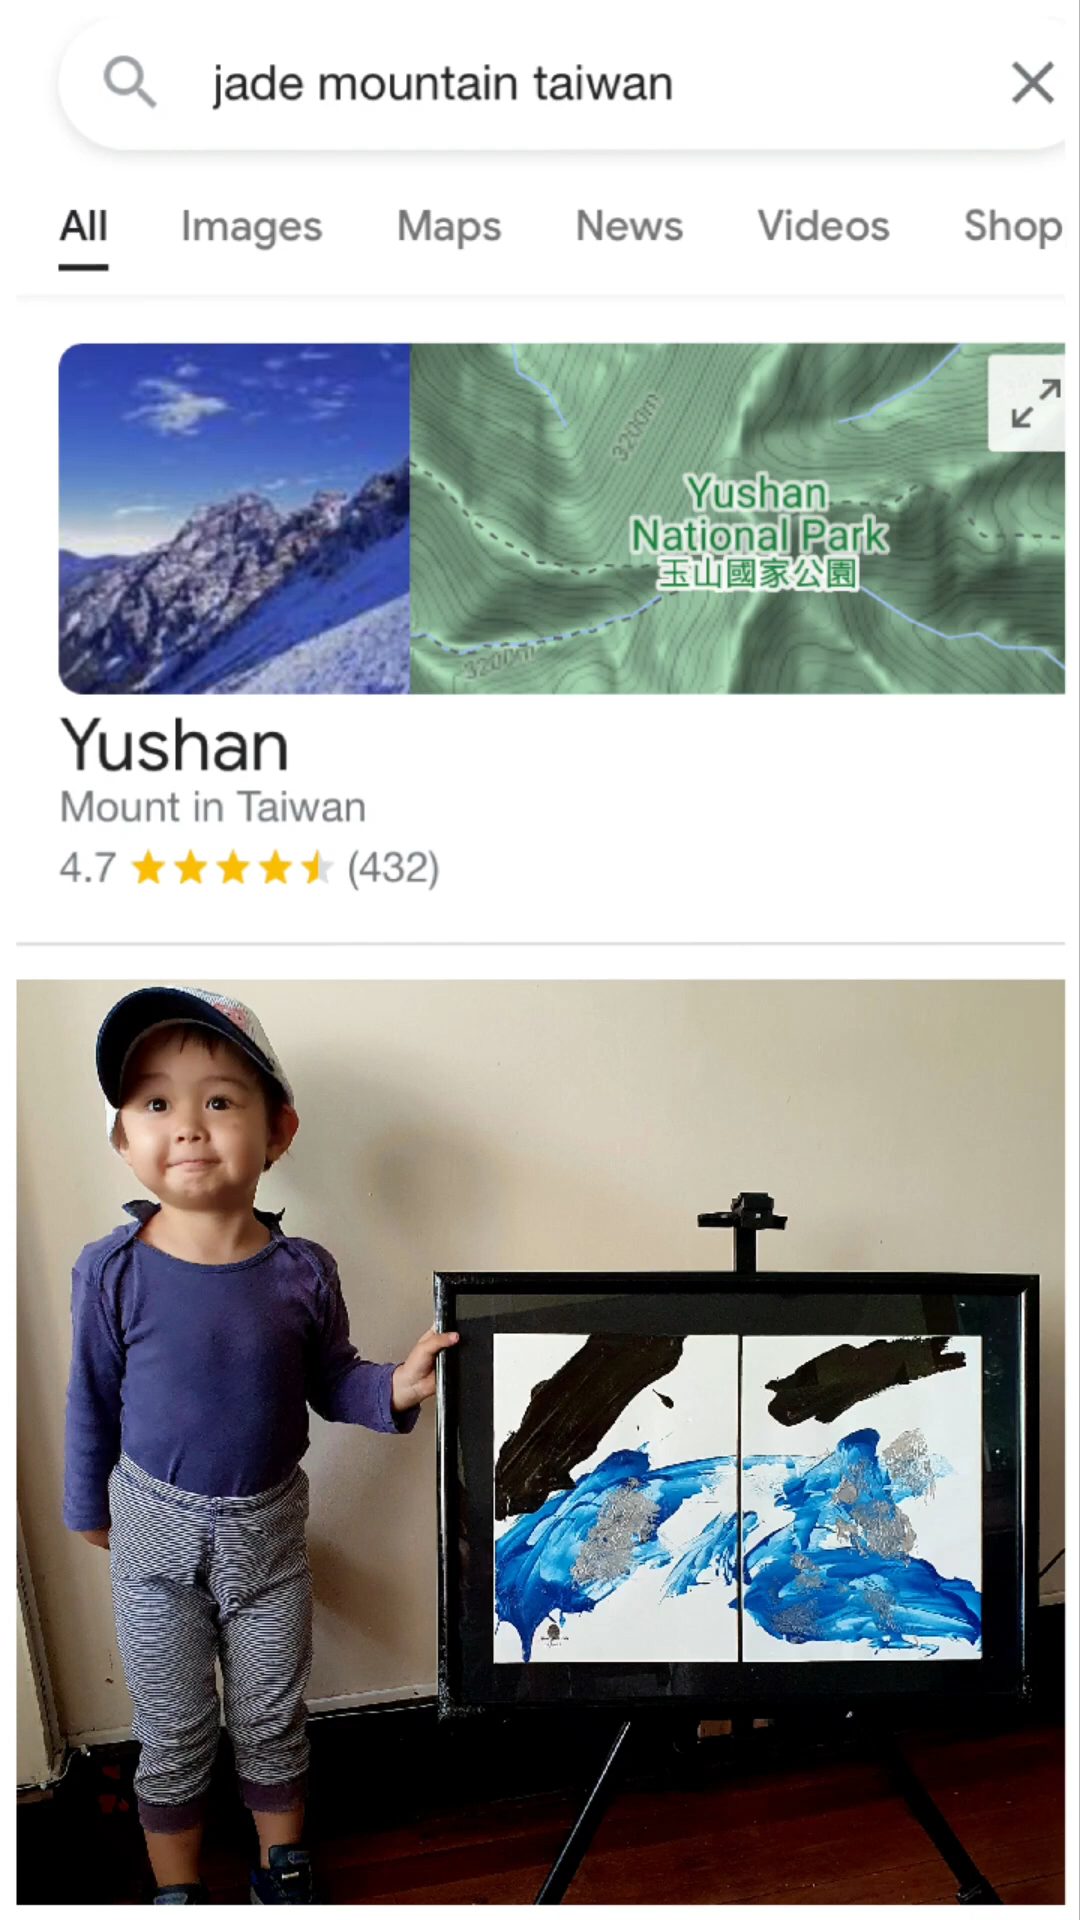 jade mountain taiwan
All Images Maps News Videos Shop
3200m
Yushan
National Park
玉山國家公園
3200m
Yushan
Mount in Taiwan
4.7 (432)